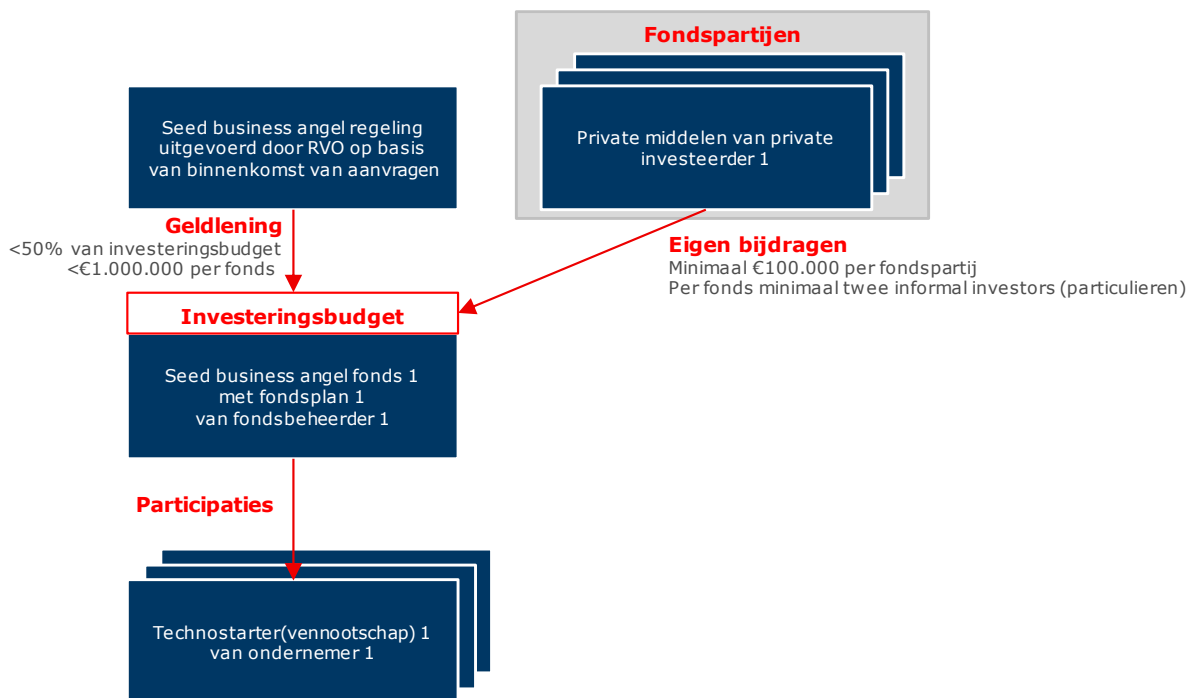 Fondspartijen
Seed business angel regeling
uitgevoerd door RVO op basis
van binnenkomst van aanvragen
Private middelen van private
investeerder 1
Geldlening
<50% van investeringsbudget
<€1.000.000 per fonds
Eigen bijdragen
Minimaal €100.000 per fondspartij
Per fonds minimaal twee informal investors (particulieren)
Investeringsbudget
Seed business angel fonds 1
met fondsplan 1
van fondsbeheerder 1
Participaties
Technostarter(vennootschap) 1
van ondernemer 1